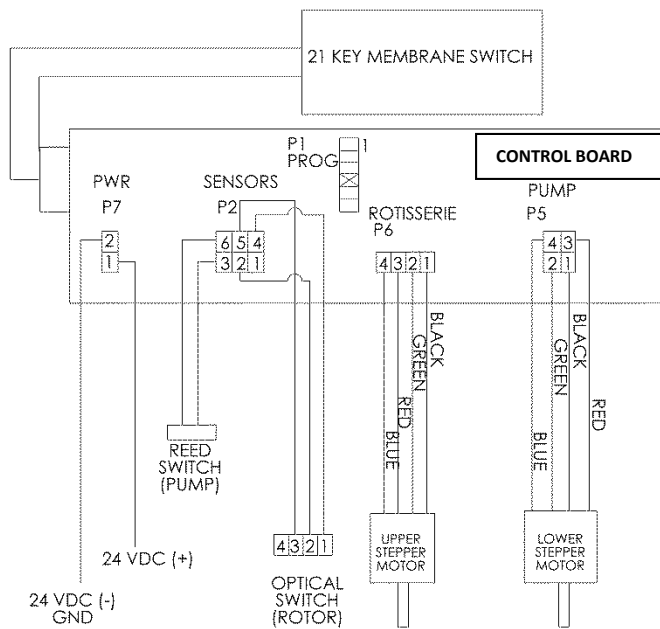 21 KEY MEMBRANE SWITCH
P1 1
PROG
CONTROL BOARD
PWR
P7
SENSORS
P2
ROTISSERIE
P6
PUMP
P5
2
1
6 5 4
3 2 1
4 3 2 1
4 3
2 1
BLACK
GREEN
RED
BLUE
BLACK
GREEN
RED
BLUE
REED
SWITCH
(PUMP)
4 3 2 1
OPTICAL
SWITCH
(ROTOR)
UPPER
STEPPER
MOTOR
LOWER
STEPPER
MOTOR
24 VDC (+)
24 VDC (-)
GND